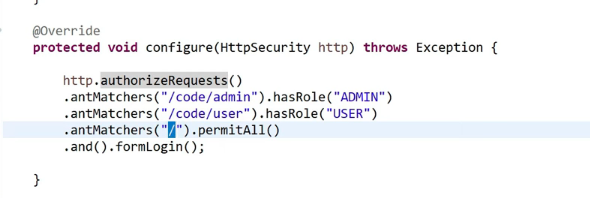 }
@Override
protected void configure(HttpSecurity http) throws Exception {
http.authorizeRequests()
.antMatchers("/code/admin").hasRole("ADMIN")
.antMatchers("/code/user").hasRole("USER")
.antMatchers("/").permitAll()
.and().formLogin();
}